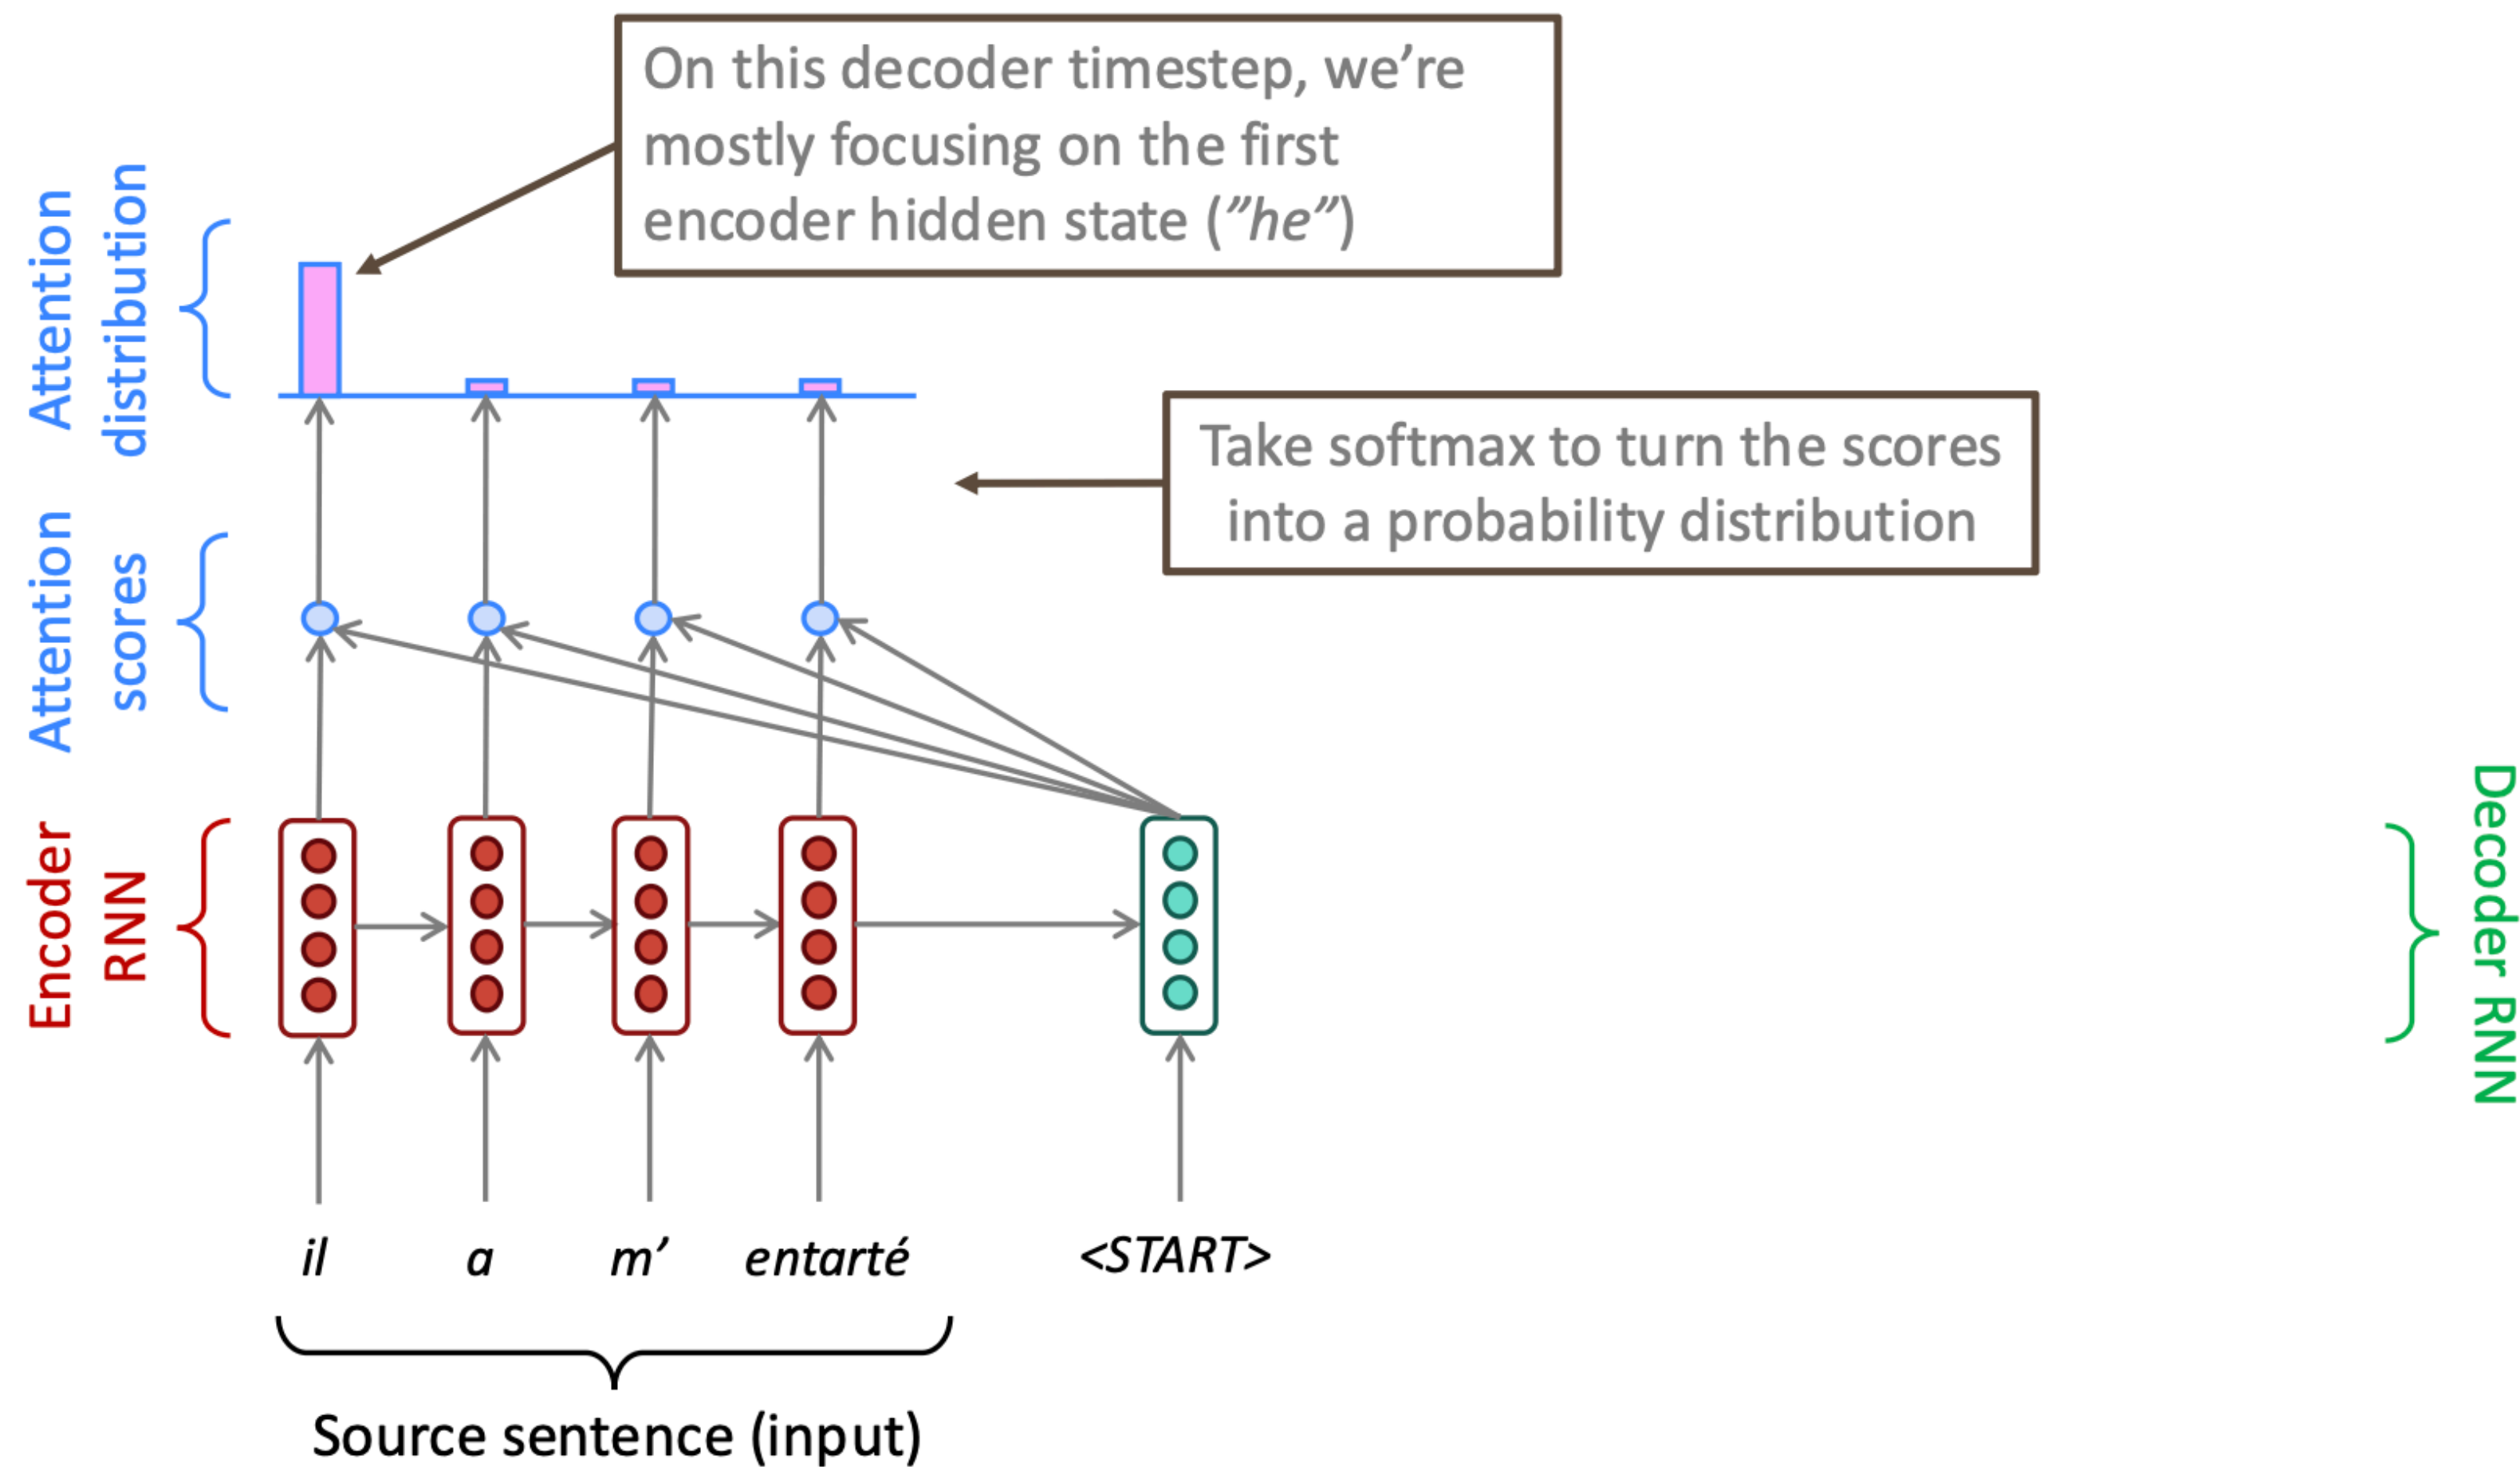 On this decoder timestep, we’re
mostly focusing on the first
encoder hidden state (”he”)
Attention
distribution
Take softmax to turn the scores
into a probability distribution
Attention
scores
Encoder
RNN
Decoder RNN
il a m’ entarté <START>
Source sentence (input)